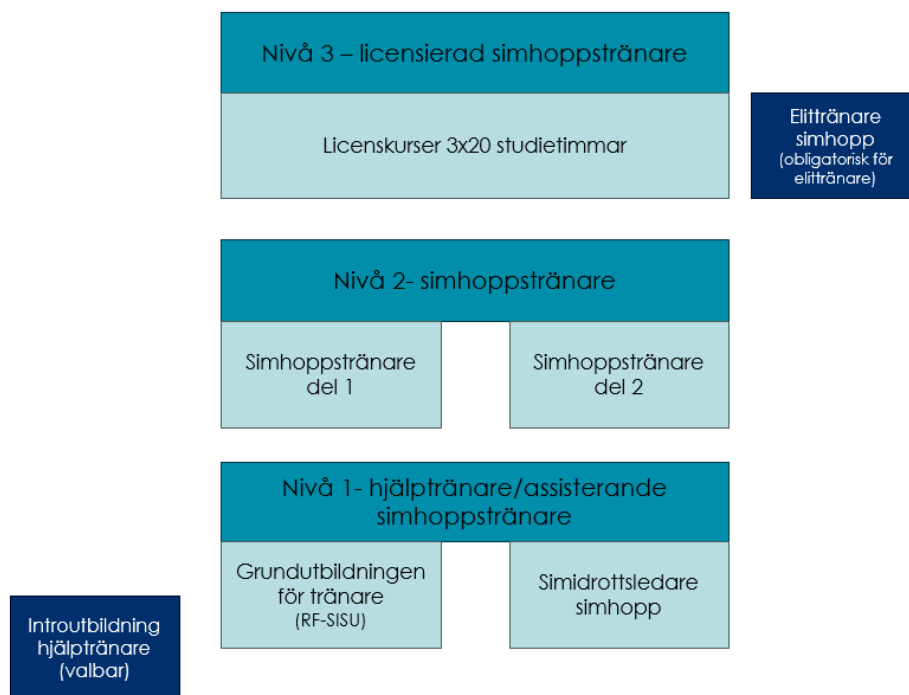 Nivå 3 – licensierad simhoppstränare
Licenskurser 3x20 studietimmar
Elittränare
simhopp
(obligatorisk för
elittränare)
Nivå 2- simhoppstränare
Simhoppstränare
del 1
Simhoppstränare
del 2
Nivå 1- hjälptränare/assisterande
simhoppstränare
Grundutbildningen
för tränare
(RF-SISU)
Simidrottsledare
simhopp
Introutbildning
hjälptränare
(valbar)